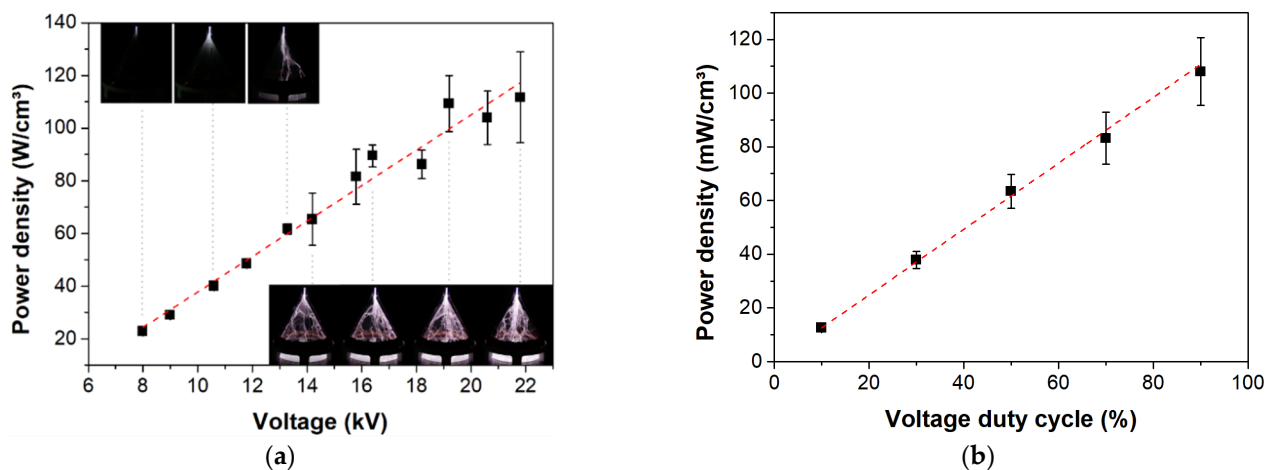 140
120
100
80
60
40
20
Power density (W/cm³)
6 8 10 12 14 16 18 20 22
Voltage (kV)
(a)
120
100
80
60
40
20
0
Power density (mW/cm³)
0 20 40 60 80 100
Voltage duty cycle (%)
(b)